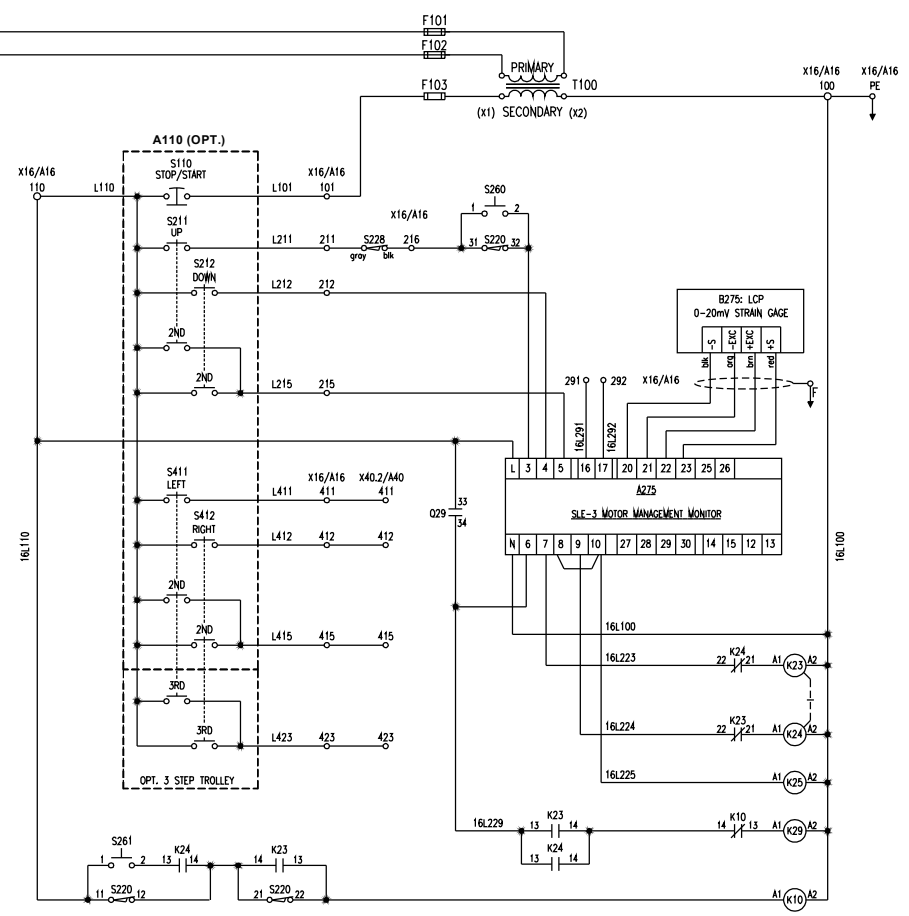 F101
F102
PRIMARY
F103
T100
(X1) SECONDARY (X2)
X16/A16
100
X16/A16
PE
A110 (OPT.)
X16/A16
110
L110
S110
STOP/START
L101
X16/A16
101
S211
UP
L211
211
S228
gray
blk
X16/A16
216
S260
1
2
31
S220
32
S212
DOWN
L212
212
2ND
2ND
L215
215
B275: LCP
0-20mV STRAIN GAGE
-S
-EXC
+EXC
+S
blk
org
brn
red
F
291
292
X16/A16
16L291
16L292
L
3
4
5
16
17
20
21
22
23
25
26
A275
SLE-3 MOTOR MANAGEMENT MONITOR
N
6
7
8
9
10
27
28
29
30
14
15
12
13
S411
LEFT
L411
X16/A16
411
X40.2/A40
411
S412
RIGHT
L412
412
412
2ND
2ND
L415
415
415
3RD
3RD
L423
423
423
OPT. 3 STEP TROLLEY
16L110
Q29
33
34
16L100
16L100
16L223
K24
22
21
A1
K23
A2
16L224
K23
22
21
A1
K24
A2
16L225
A1
K25
A2
16L229
K23
13
14
13
14
K24
K10
14
13
A1
K29
A2
S261
1
2
K24
13
14
K23
14
13
11
S220
12
21
S220
22
A1
K10
A2